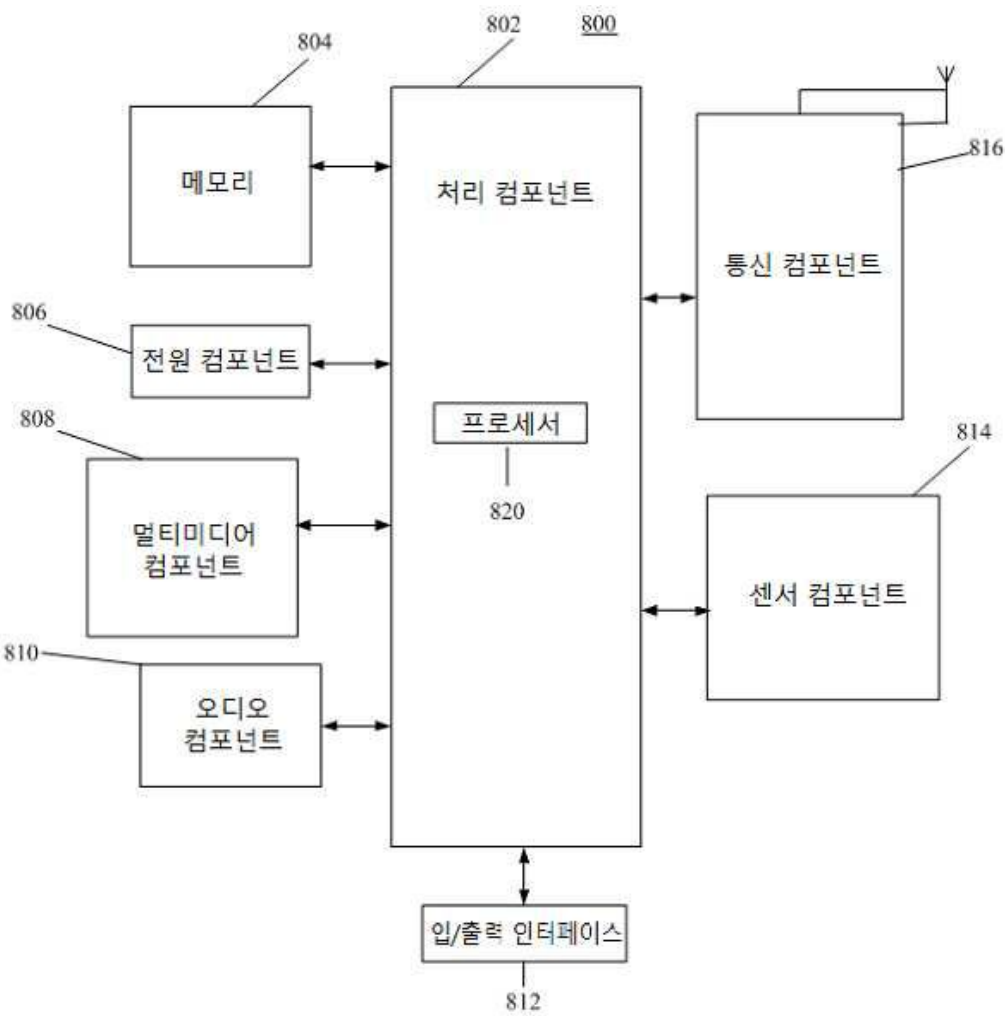 802
800
804
메모리
처리 컴포넌트
816
통신 컴포넌트
806
전원 컴포넌트
808
프로세서
814
820
멀티미디어
컴포넌트
센서 컴포넌트
810
오디오
컴포넌트
입/출력 인터페이스
812